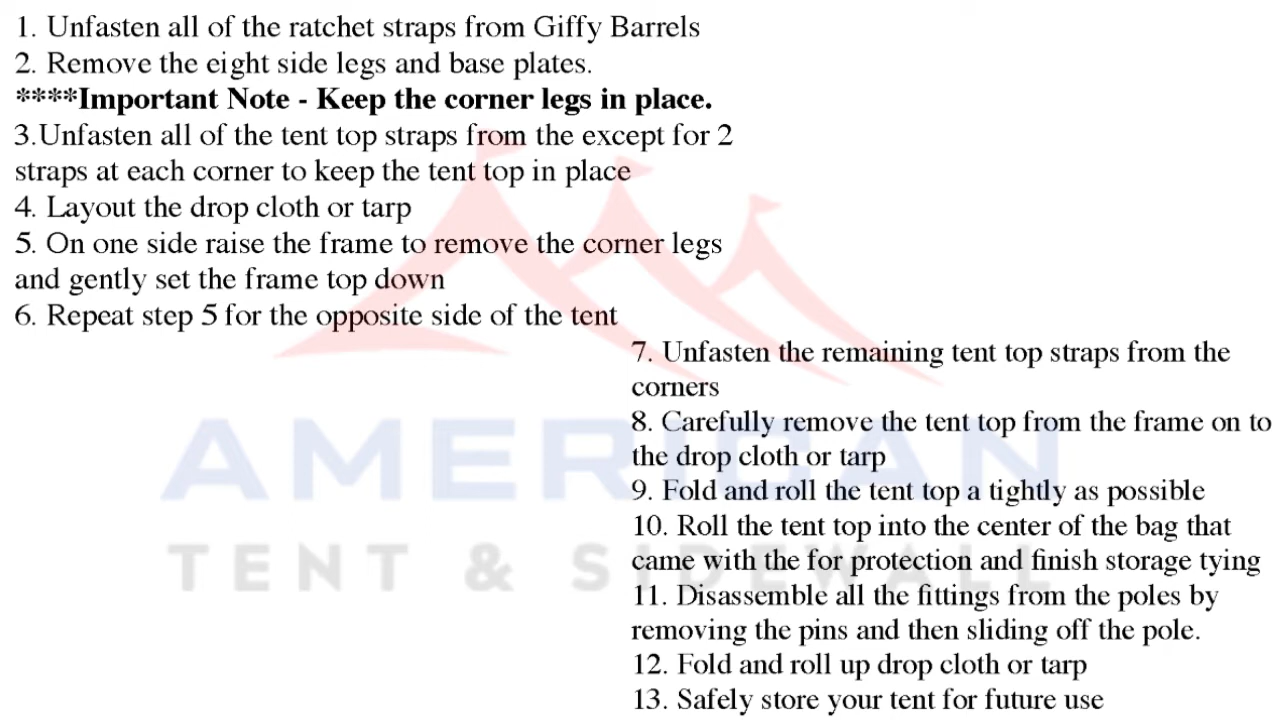 1. Unfasten all of the ratchet straps from Giffy Barrels
2. Remove the eight side legs and base plates.
****Important Note - Keep the corner legs in place.
3.Unfasten all of the tent top straps from the except for 2
straps at each corner to keep the tent top in place
4. Layout the drop cloth or tarp
5. On one side raise the frame to remove the corner legs
and gently set the frame top down
6. Repeat step 5 for the opposite side of the tent
7. Unfasten the remaining tent top straps from the
corners
8. Carefully remove the tent top from the frame on to
the drop cloth or tarp
9. Fold and roll the tent top a tightly as possible
10. Roll the tent top into the center of the bag that
came with the for protection and finish storage tying
11. Disassemble all the fittings from the poles by
removing the pins and then sliding off the pole.
12. Fold and roll up drop cloth or tarp
13. Safely store your tent for future use
AMERICAN
TENT & SIDEWALL